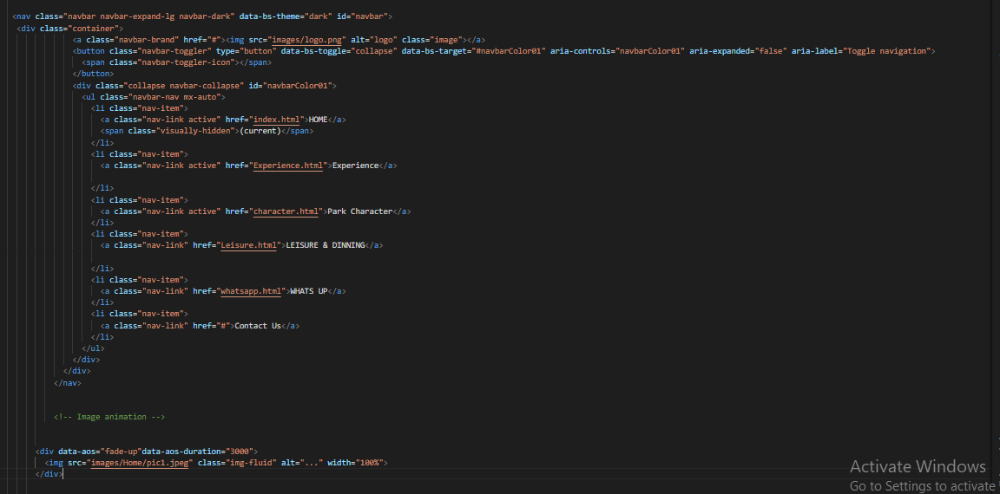 <nav class="navbar navbar-expand-lg navbar-dark" data-bs-theme="dark" id="navbar">
<div class="container">
<a class="navbar-brand" href="#"><img src="images/logo.png" alt="logo" class="image"></a>
<button class="navbar-toggler" type="button" data-bs-toggle="collapse" data-bs-target="#navbarColor01" aria-controls="navbarColor01" aria-expanded="false" aria-label="Toggle navigation">
<span class="navbar-toggler-icon"></span>
</button>
<div class="collapse navbar-collapse" id="navbarColor01">
<ul class="navbar-nav mx-auto">
<li class="nav-item">
<a class="nav-link active" href="index.html">HOME</a>
<span class="visually-hidden">(current)</span>
</li>
<li class="nav-item">
<a class="nav-link active" href="Experience.html">Experience</a>
</li>
<li class="nav-item">
<a class="nav-link active" href="character.html">Park Character</a>
</li>
<li class="nav-item">
<a class="nav-link" href="Leisure.html">LEISURE & DINNING</a>
</li>
<li class="nav-item">
<a class="nav-link" href="whatsapp.html">WHATS UP</a>
</li>
<li class="nav-item">
<a class="nav-link" href="#">Contact Us</a>
</li>
</ul>
</div>
</div>
</nav>
<!-- Image animation -->
<div data-aos="fade-up"data-aos-duration="3000">
<img src="images/Home/pic1.jpeg" class="img-fluid" alt="..." width="100%">
</div>
Activate Windows
Go to Settings to activate